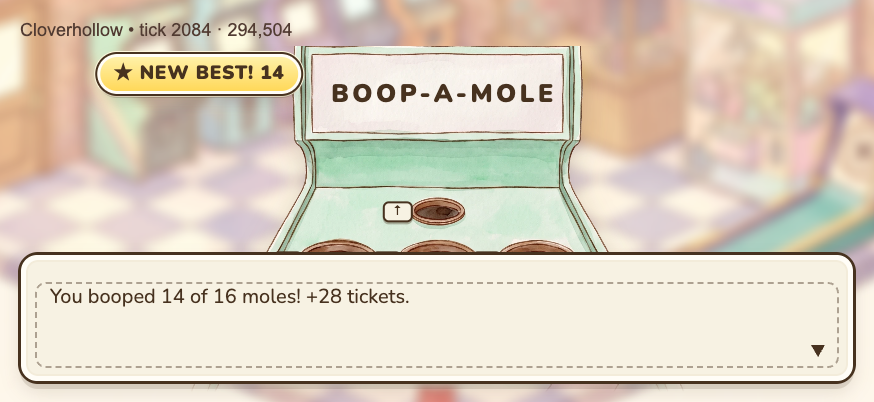 Cloverhollow • tick 2084 · 294,504
★ NEW BEST! 14
BOOP-A-MOLE
↑
You booped 14 of 16 moles! +28 tickets.
▼